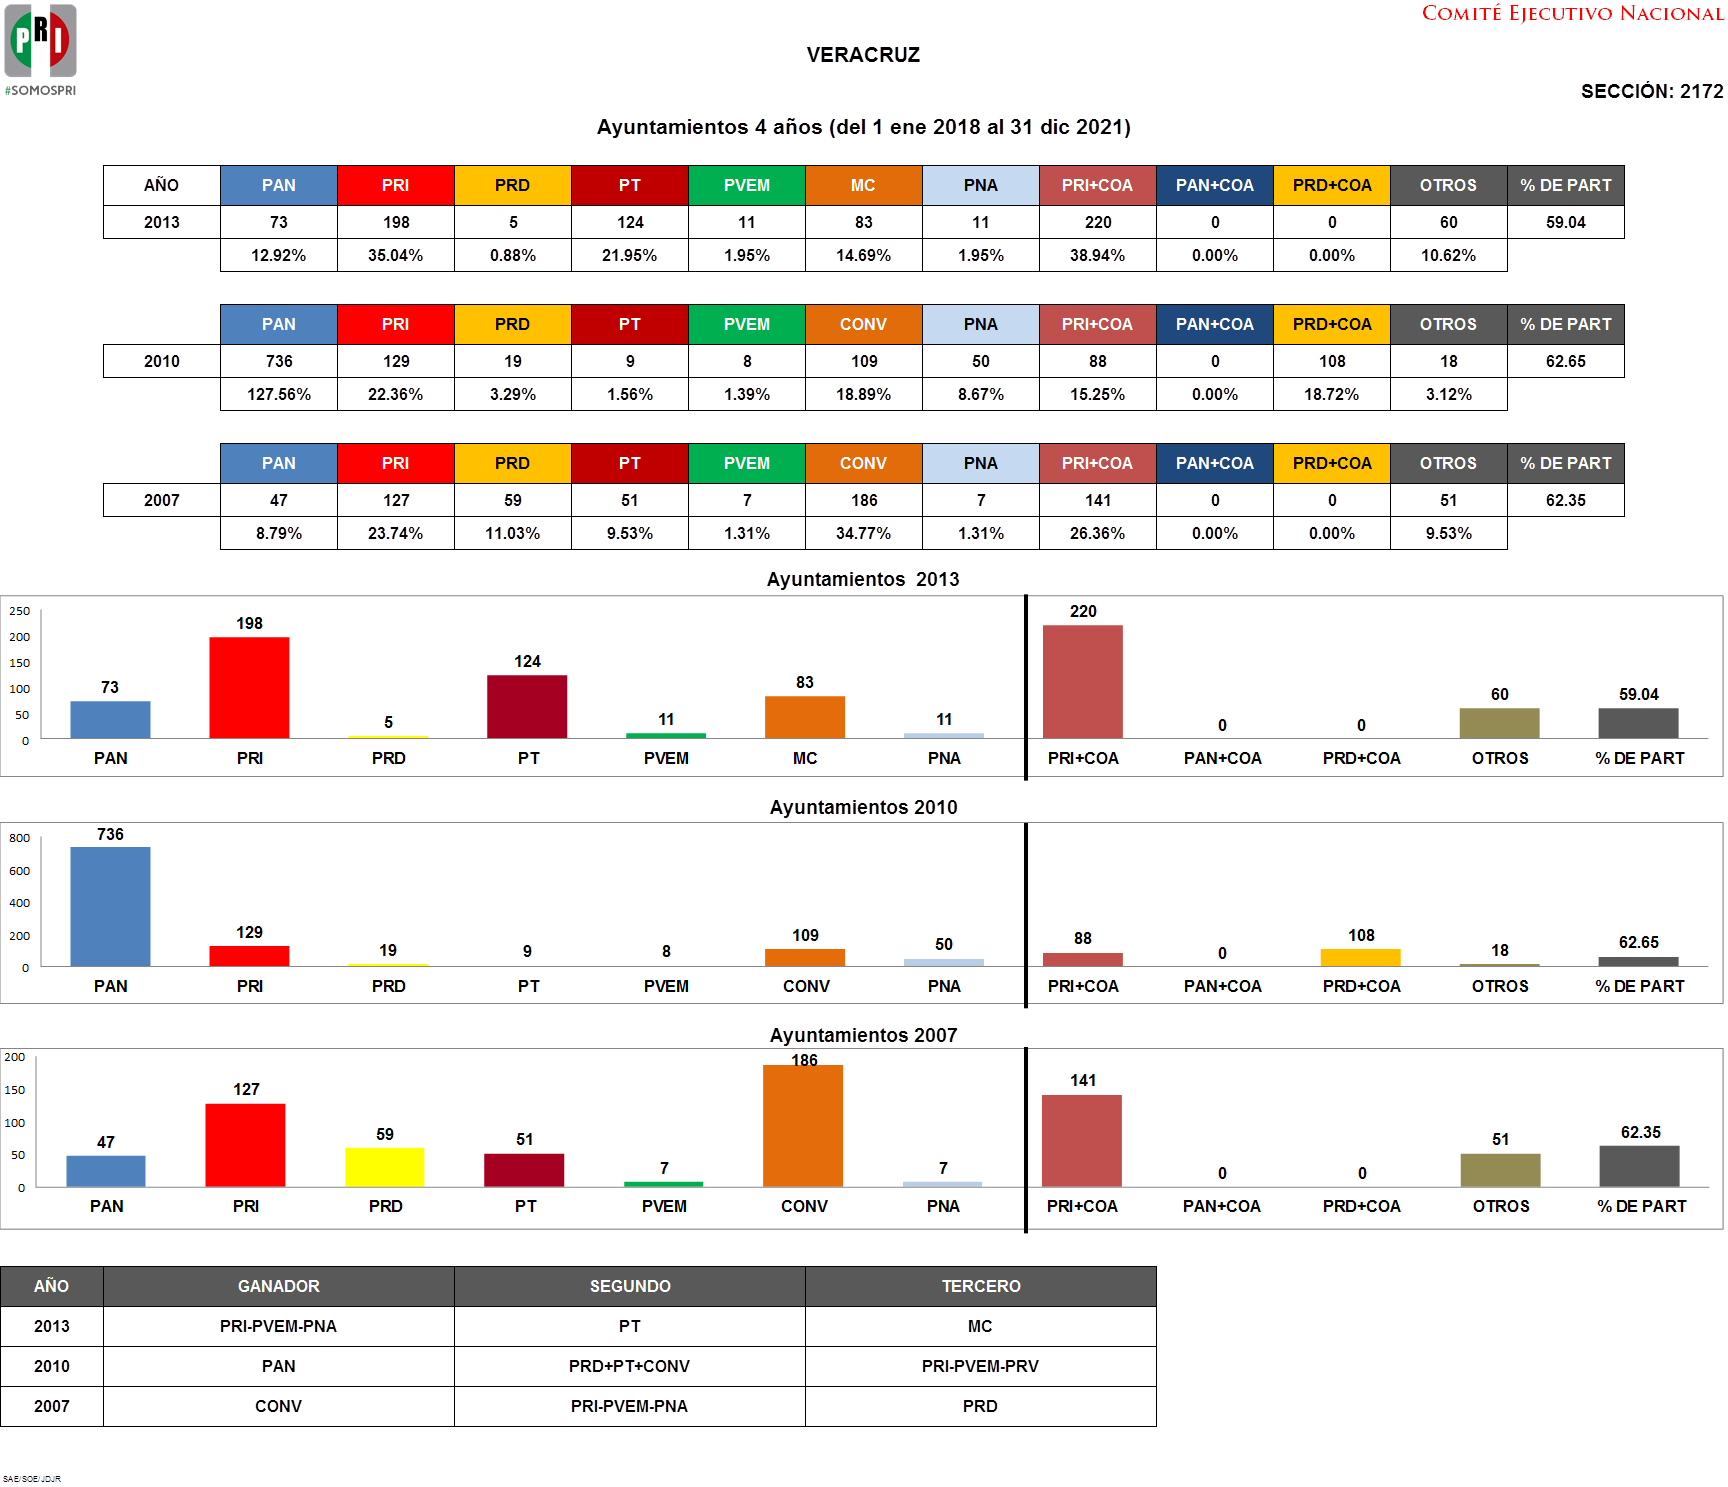 PRI
#SOMOSPRI
COMITÉ EJECUTIVO NACIONAL
VERACRUZ
SECCIÓN: 2172
Ayuntamientos 4 años (del 1 ene 2018 al 31 dic 2021)
AÑO PAN PRI PRD PT PVEM MC PNA PRI+COA PAN+COA PRD+COA OTROS % DE PART
2013 73 198 5 124 11 83 11 220 0 0 60 59.04
12.92% 35.04% 0.88% 21.95% 1.95% 14.69% 1.95% 38.94% 0.00% 0.00% 10.62%
PAN PRI PRD PT PVEM CONV PNA PRI+COA PAN+COA PRD+COA OTROS % DE PART
2010 736 129 19 9 8 109 50 88 0 108 18 62.65
127.56% 22.36% 3.29% 1.56% 1.39% 18.89% 8.67% 15.25% 0.00% 18.72% 3.12%
PAN PRI PRD PT PVEM CONV PNA PRI+COA PAN+COA PRD+COA OTROS % DE PART
2007 47 127 59 51 7 186 7 141 0 0 51 62.35
8.79% 23.74% 11.03% 9.53% 1.31% 34.77% 1.31% 26.36% 0.00% 0.00% 9.53%
Ayuntamientos 2013
250
200
150
100
50
0
73 198 5 124 11 83 11 220 0 0 60 59.04
PAN PRI PRD PT PVEM MC PNA PRI+COA PAN+COA PRD+COA OTROS % DE PART
Ayuntamientos 2010
800
600
400
200
0
736 129 19 9 8 109 50 88 0 108 18 62.65
PAN PRI PRD PT PVEM CONV PNA PRI+COA PAN+COA PRD+COA OTROS % DE PART
Ayuntamientos 2007
200
150
100
50
0
47 127 59 51 7 186 7 141 0 0 51 62.35
PAN PRI PRD PT PVEM CONV PNA PRI+COA PAN+COA PRD+COA OTROS % DE PART
AÑO GANADOR SEGUNDO TERCERO
2013 PRI-PVEM-PNA PT MC
2010 PAN PRD+PT+CONV PRI-PVEM-PRV
2007 CONV PRI-PVEM-PNA PRD
SAE/SOE/JDJR